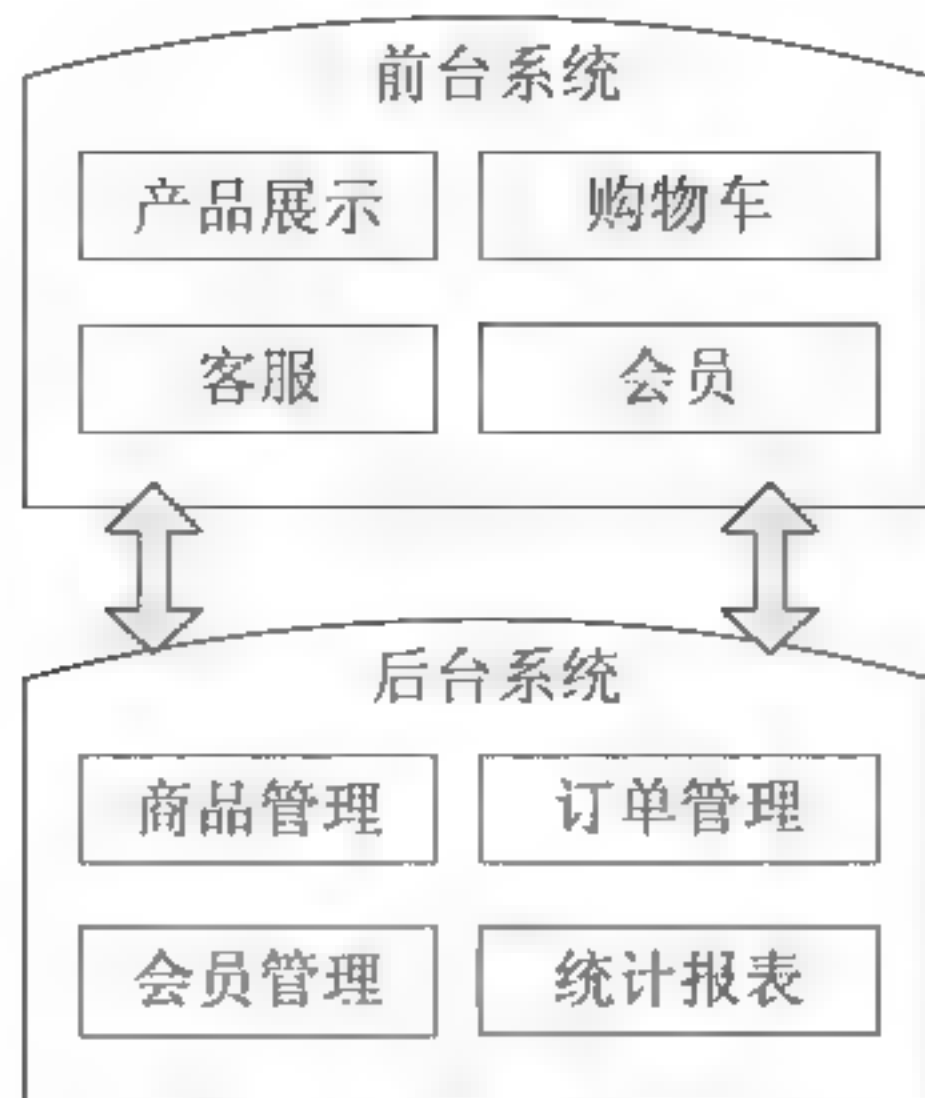 前台系统
产品展示 购物车
客服 会员
后台系统
商品管理 订单管理
会员管理 统计报表